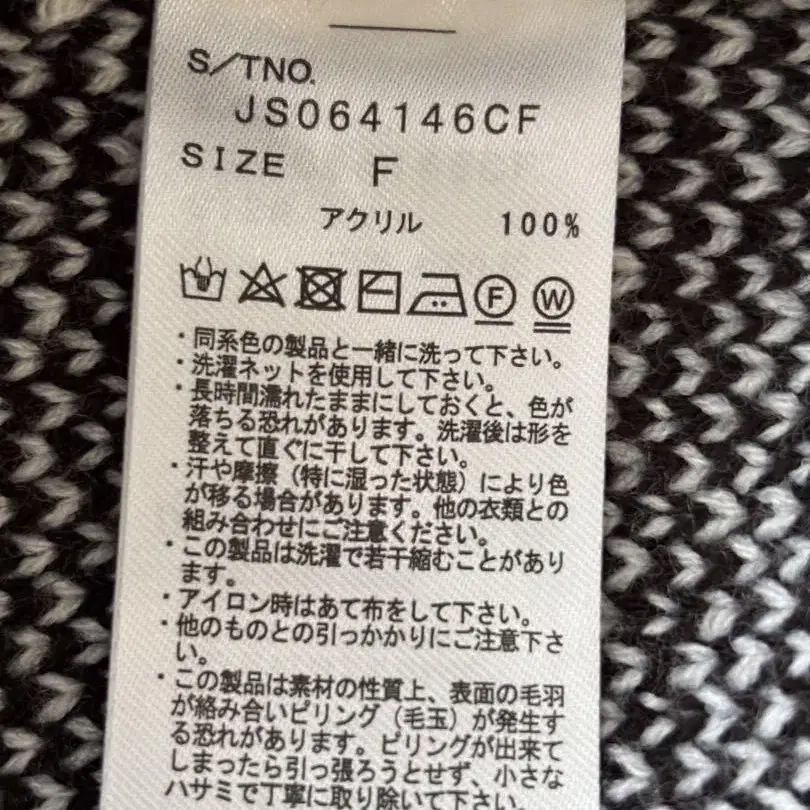 S/TNO.
JS064146CF
SIZE F
アクリル 100%
F W
・同系色の製品と一緒に洗って下さい。
・洗濯ネットを使用して下さい。
・長時間濡れたままにしておくと、色が
落ちる恐れがあります。洗濯後は形を
整えて直ぐに干して下さい。
・汗や摩擦（特に湿った状態）により色
が移る場合があります。他の衣類との
組み合わせにご注意ください。
・この製品は洗濯で若干縮むことがあり
ます。
・アイロン時はあて布をして下さい。
・他のものとの引っかかりにご注意下さ
い。
・この製品は素材の性質上、表面の毛羽
が絡み合いピリング（毛玉）が発生す
る恐れがあります。ピリングが出来て
しまったら引っ張ろうとせず、小さな
ハサミで丁寧に取り除いて下さい。